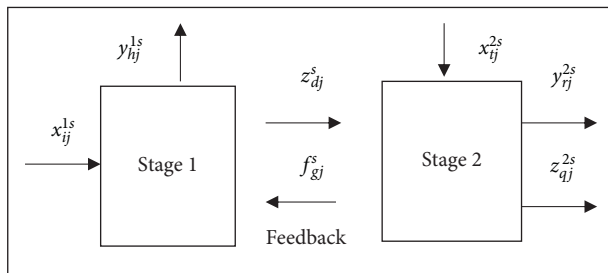 y_{hj}^{1s}
x_{tj}^{2s}
z_{dj}^{s}
y_{rj}^{2s}
x_{ij}^{1s}
Stage 1
Stage 2
f_{gj}^{s}
z_{qj}^{2s}
Feedback